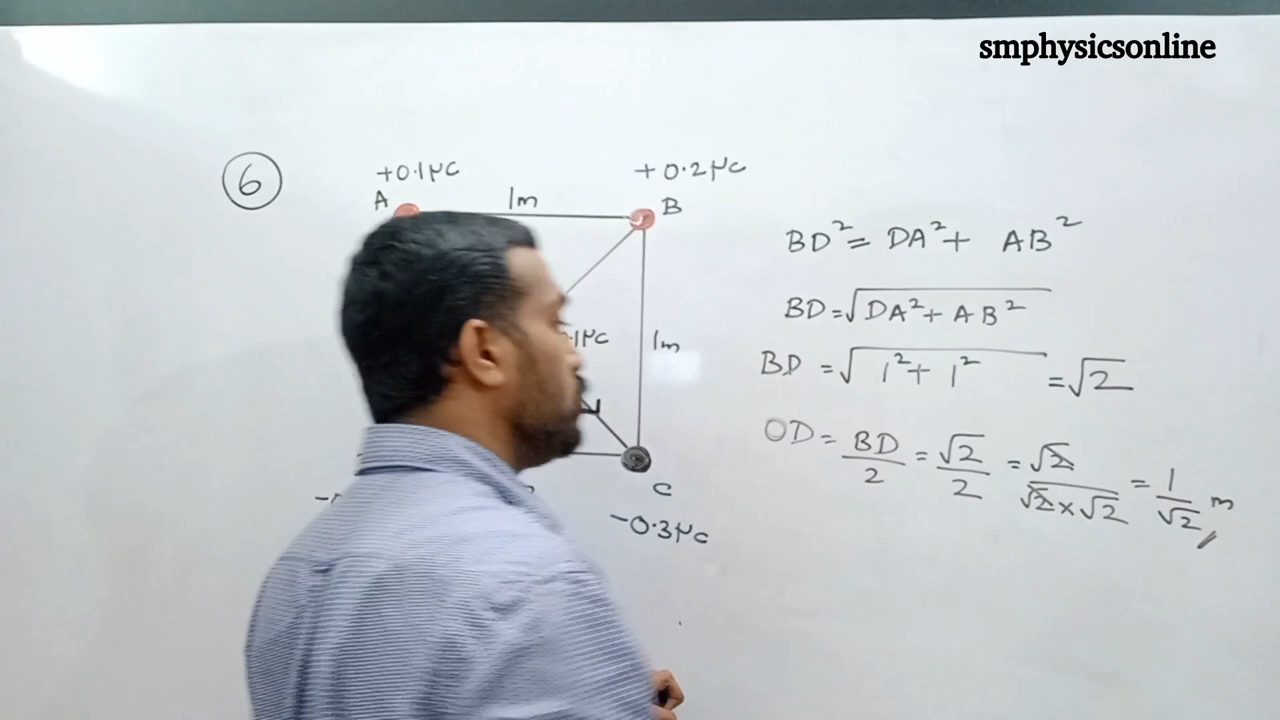 smphysicsonline
6
+0.1μC
+0.2μC
A
1m
B
1μC
1m
C
-0.3μC
BD² = DA² + AB²
BD = √DA² + AB²
BD = √1² + 1² = √2
OD = BD/2 = √2/2 = √2/√2×√2 = 1/√2 m